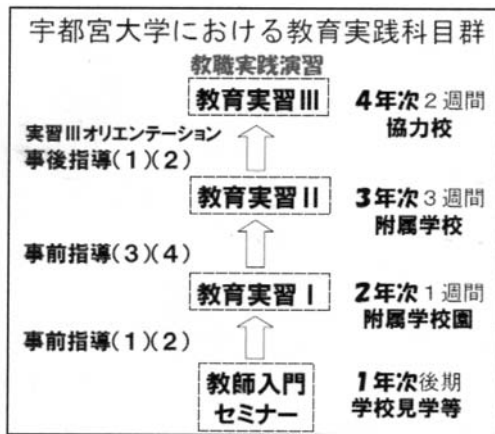 宇都宮大学における教育実践科目群
教職実践演習
教育実習Ⅲ
4年次2週間
協力校
実習Ⅲオリエンテーション
事後指導(1)(2)
教育実習Ⅱ
3年次3週間
附属学校
事前指導(3)(4)
教育実習Ⅰ
2年次1週間
附属学校園
事前指導(1)(2)
教師入門
セミナー
1年次後期
学校見学等